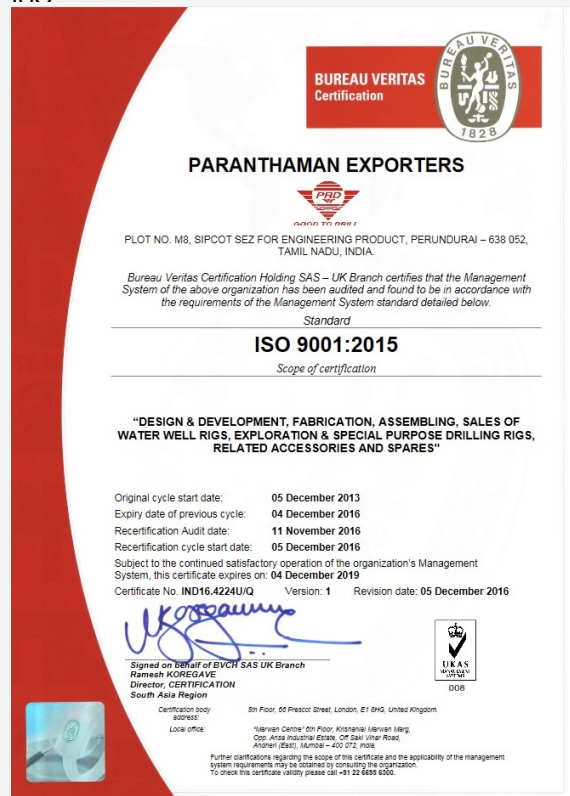 BUREAU VERITAS
Certification
BUREAU VERITAS
1828
PARANTHAMAN EXPORTERS
PRD
GOOD TO DRILL
PLOT NO. M8, SIPCOT SEZ FOR ENGINEERING PRODUCT, PERUNDURAI – 638 052,
TAMIL NADU, INDIA.
Bureau Veritas Certification Holding SAS – UK Branch certifies that the Management
System of the above organization has been audited and found to be in accordance with
the requirements of the Management System standard detailed below.
Standard
ISO 9001:2015
Scope of certification
“DESIGN & DEVELOPMENT, FABRICATION, ASSEMBLING, SALES OF
WATER WELL RIGS, EXPLORATION & SPECIAL PURPOSE DRILLING RIGS,
RELATED ACCESSORIES AND SPARES"
Original cycle start date: 05 December 2013
Expiry date of previous cycle: 04 December 2016
Recertification Audit date: 11 November 2016
Recertification cycle start date: 05 December 2016
Subject to the continued satisfactory operation of the organization's Management
System, this certificate expires on: 04 December 2019
Certificate No. IND16.4224U/Q Version: 1 Revision date: 05 December 2016
Signed on behalf of BVCH SAS UK Branch
Ramesh KOREGAVE
Director, CERTIFICATION
South Asia Region
UKAS
MANAGEMENT
SYSTEMS
008
Certification body address: 5th Floor, 66 Prescot Street, London, E1 8HG, United Kingdom.
Local office: "Marwah Centre" 6th Floor, Krishanlal Marwah Marg,
Opp. Ansa Industrial Estate, Off Saki Vihar Road,
Andheri (East), Mumbai – 400 072, India.
Further clarifications regarding the scope of this certificate and the applicability of the management
system requirements may be obtained by consulting the organization.
To check this certificate validity please call +91 22 6695 6300.